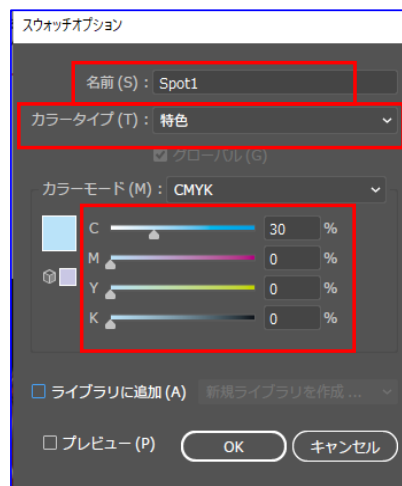 スウォッチオプション
名前 (S) : Spot1
カラータイプ (T) : 特色
グローバル (G)
カラーモード (M) : CMYK
C 30 %
M 0 %
Y 0 %
K 0 %
ライブラリに追加 (A) 新規ライブラリを作成 ...
プレビュー (P) OK キャンセル